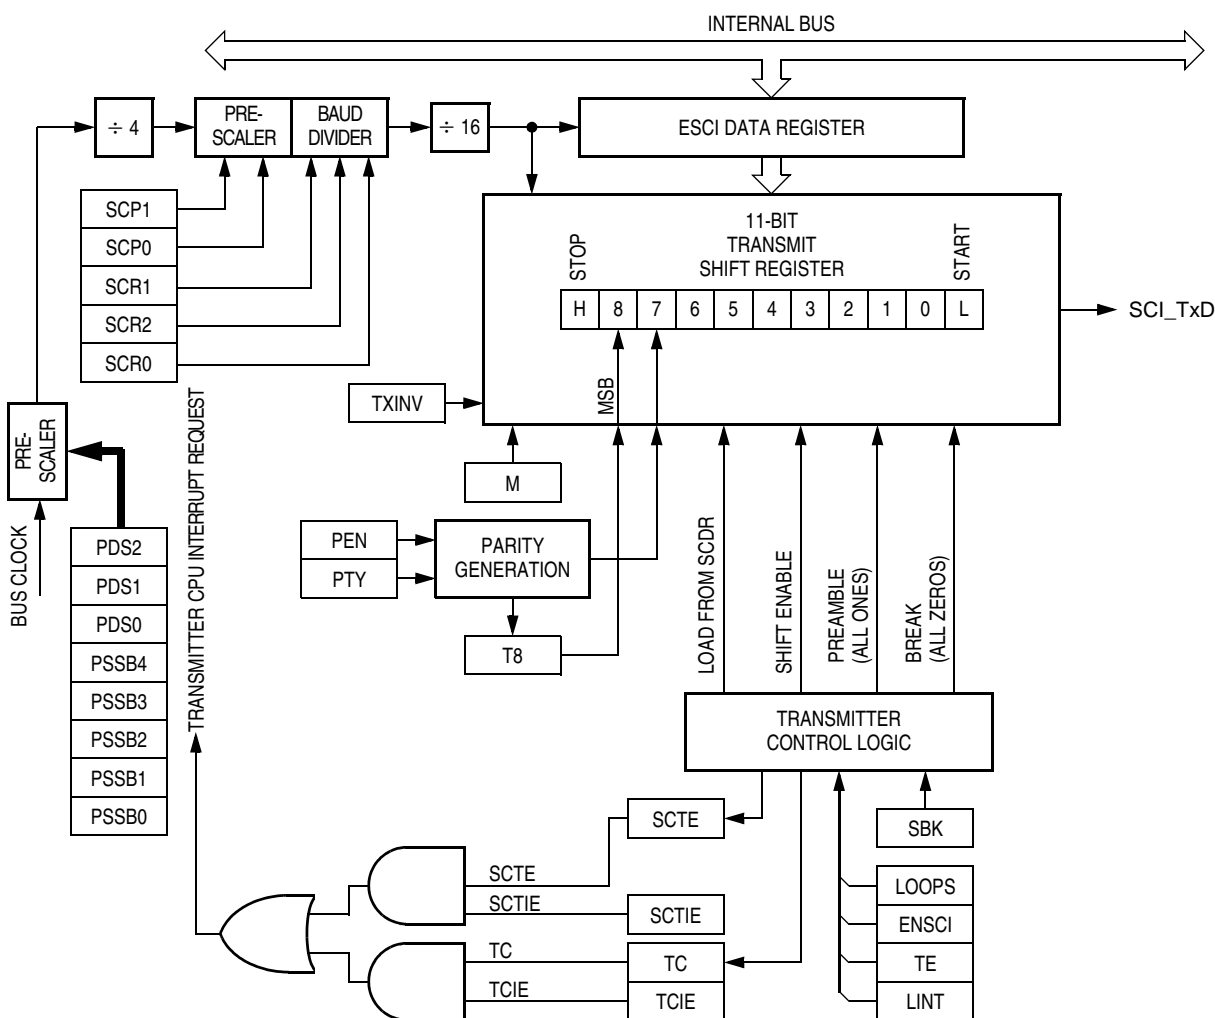 INTERNAL BUS
÷ 4
PRE-
SCALER
BAUD
DIVIDER
÷ 16
ESCI DATA REGISTER
SCP1
SCP0
SCR1
SCR2
SCR0
11-BIT
TRANSMIT
SHIFT REGISTER
STOP
START
H 8 7 6 5 4 3 2 1 0 L
SCI_TxD
TXINV
MSB
M
PRE-
SCALER
BUS CLOCK
TRANSMITTER CPU INTERRUPT REQUEST
PDS2
PDS1
PDS0
PSSB4
PSSB3
PSSB2
PSSB1
PSSB0
PEN
PTY
PARITY
GENERATION
T8
LOAD FROM SCDR
SHIFT ENABLE
PREAMBLE
(ALL ONES)
BREAK
(ALL ZEROS)
TRANSMITTER
CONTROL LOGIC
SCTE
SBK
SCTE
SCTIE
SCTIE
TC
TC
TCIE
TCIE
LOOPS
ENSCI
TE
LINT